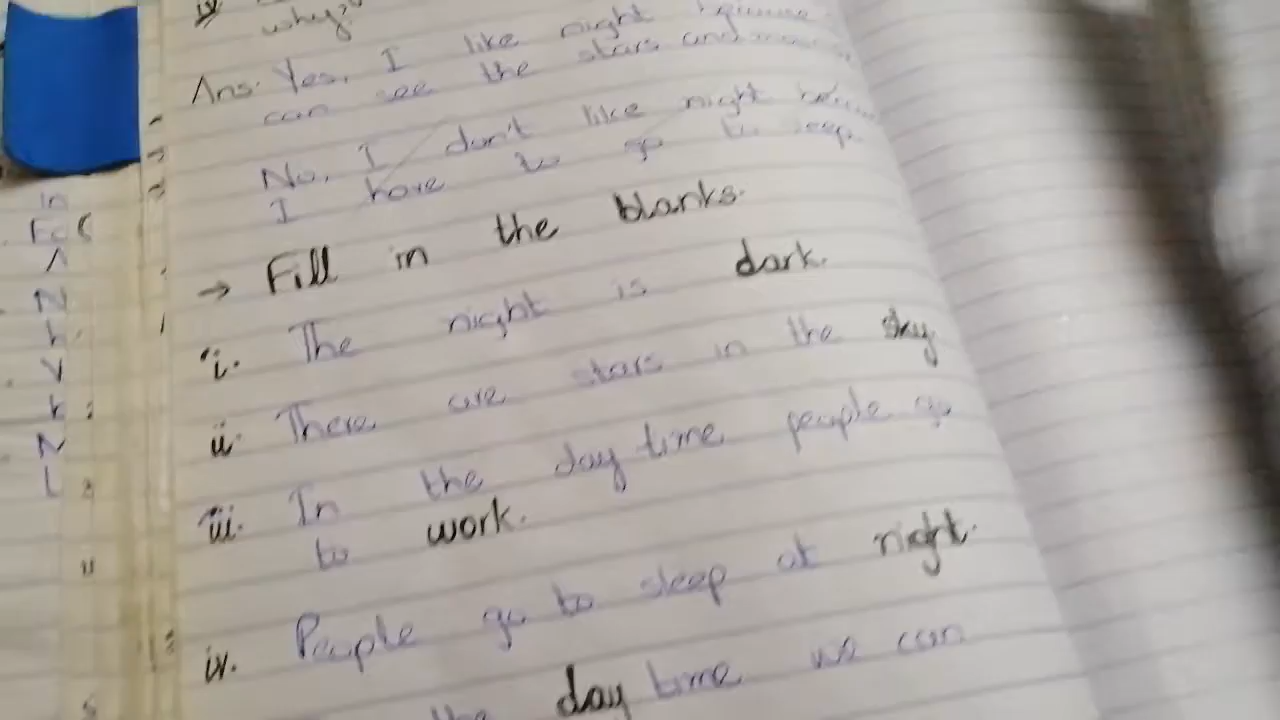 iv
why?
Ans. Yes, I like night because
can see the stars and
No, I don't like night
I have to go to sleep.
→ Fill in the blanks.
i. The night is dark.
ii. There are stars in the sky.
iii. In the day time people go
to work.
iv. People go to sleep at night.
the day time we can